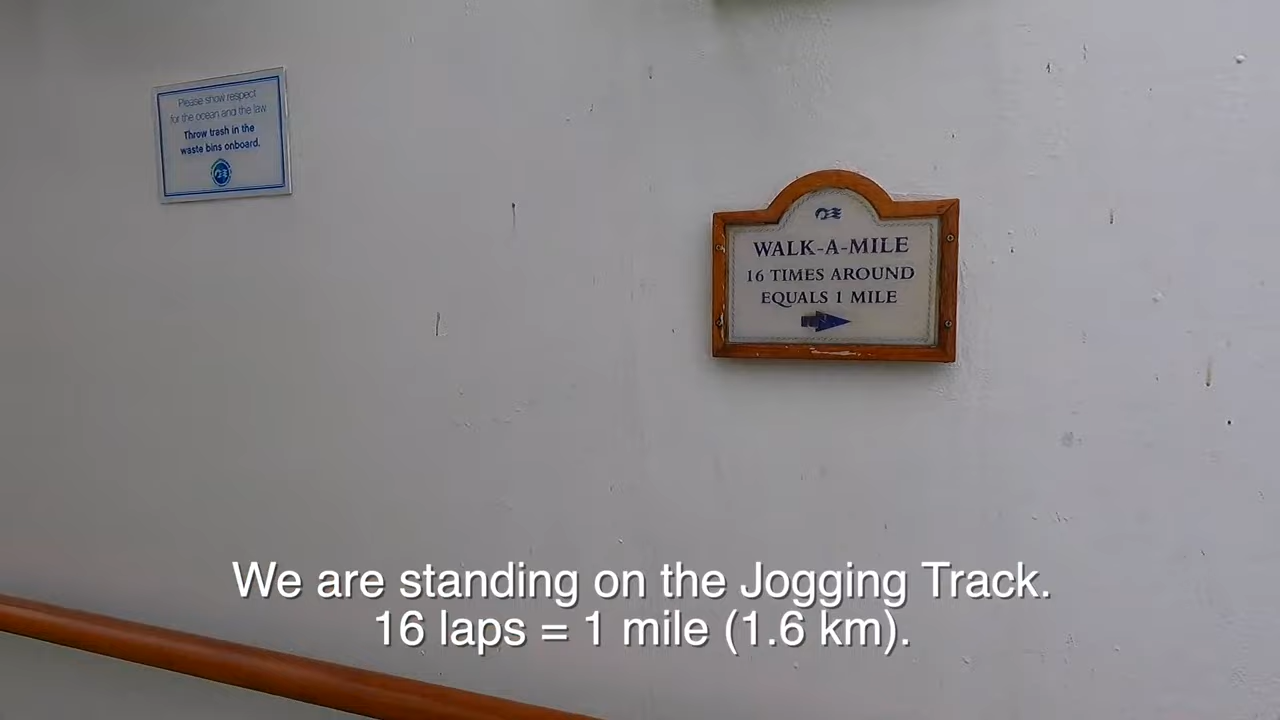 Please show respect
for the ocean and the law
Throw trash in the
waste bins onboard.
WALK-A-MILE
16 TIMES AROUND
EQUALS 1 MILE
We are standing on the Jogging Track.
16 laps = 1 mile (1.6 km).